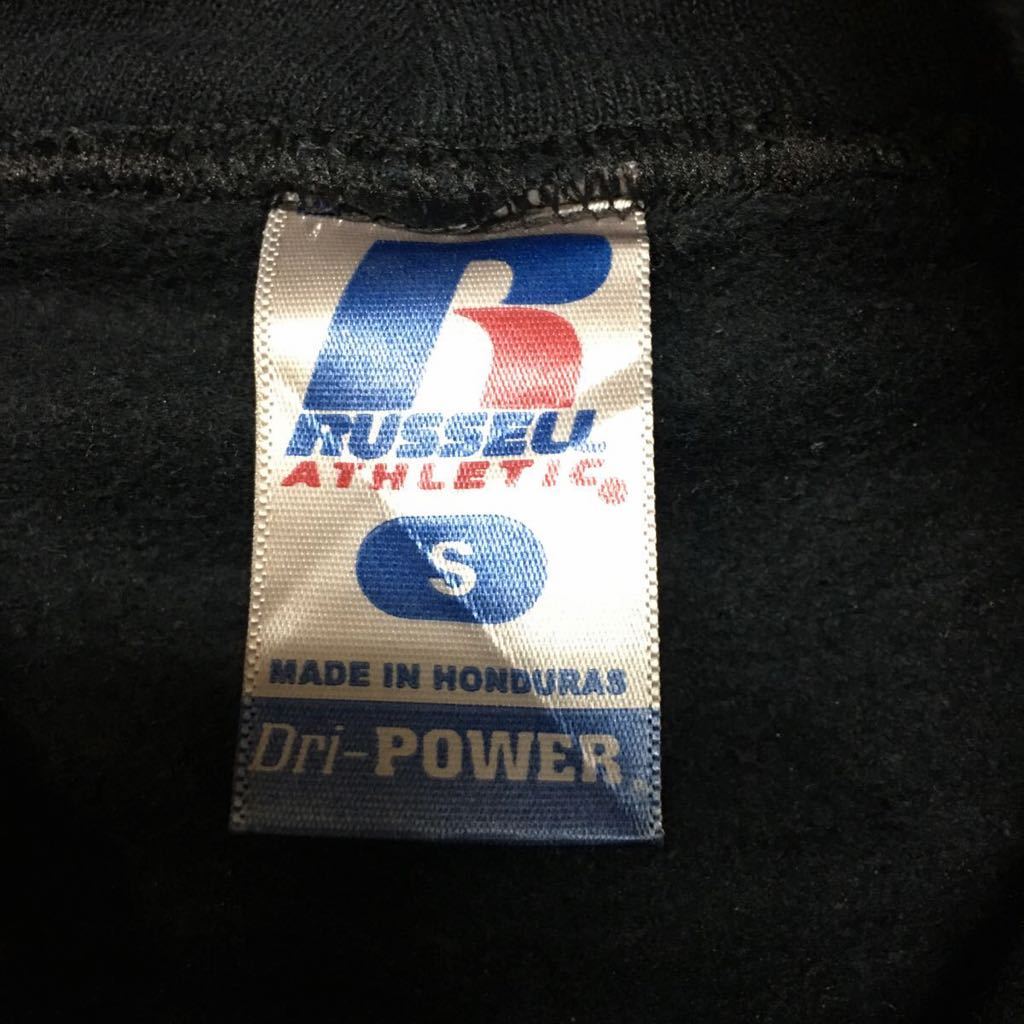 R
RUSSELL
ATHLETIC®
S
MADE IN HONDURAS
Dri-POWER®